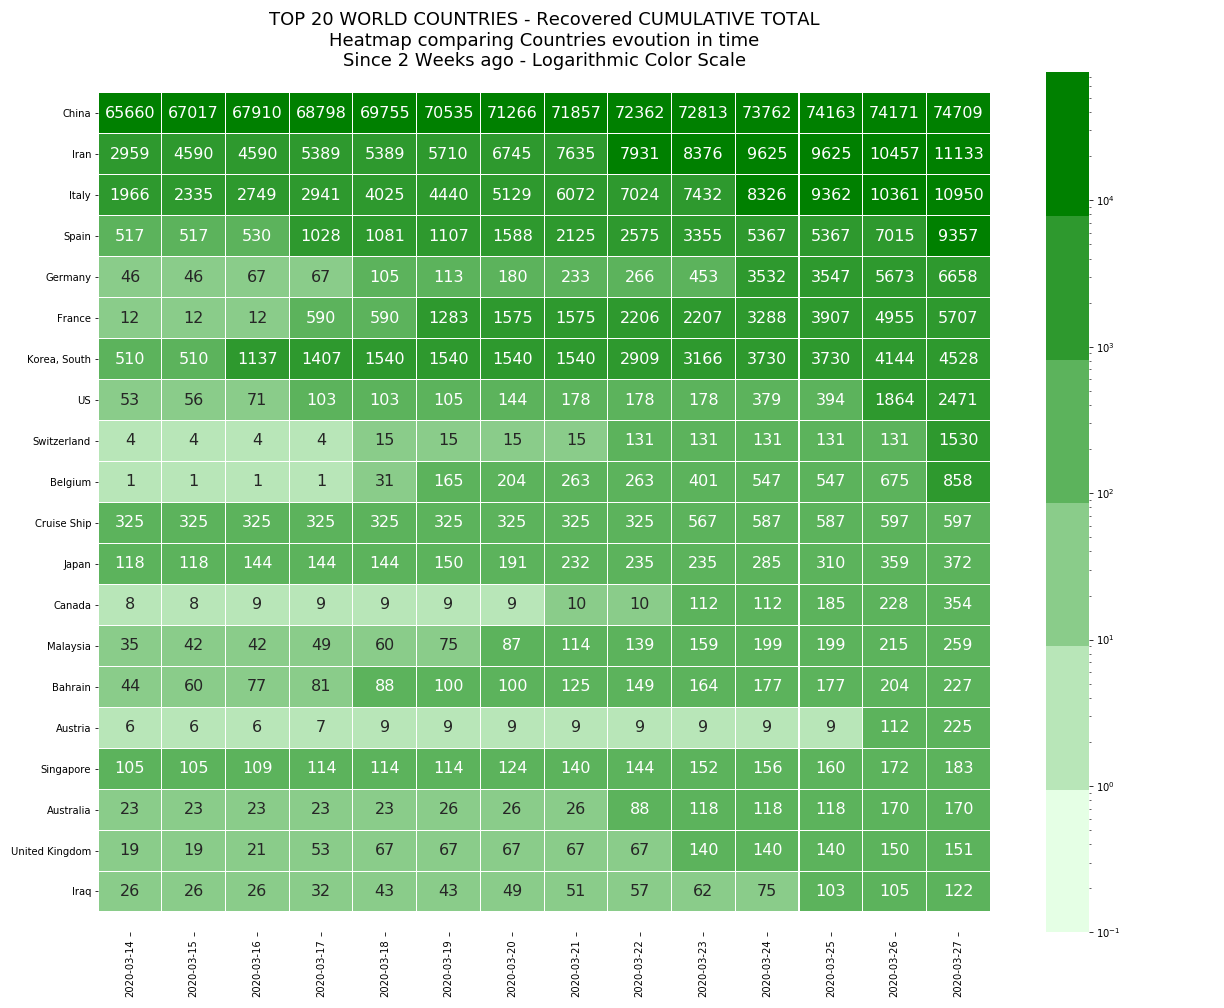 TOP 20 WORLD COUNTRIES - Recovered CUMULATIVE TOTAL
Heatmap comparing Countries evoution in time
Since 2 Weeks ago - Logarithmic Color Scale
China 65660 67017 67910 68798 69755 70535 71266 71857 72362 72813 73762 74163 74171 74709
Iran 2959 4590 4590 5389 5389 5710 6745 7635 7931 8376 9625 9625 10457 11133
Italy 1966 2335 2749 2941 4025 4440 5129 6072 7024 7432 8326 9362 10361 10950
Spain 517 517 530 1028 1081 1107 1588 2125 2575 3355 5367 5367 7015 9357
Germany 46 46 67 67 105 113 180 233 266 453 3532 3547 5673 6658
France 12 12 12 590 590 1283 1575 1575 2206 2207 3288 3907 4955 5707
Korea, South 510 510 1137 1407 1540 1540 1540 1540 2909 3166 3730 3730 4144 4528
US 53 56 71 103 103 105 144 178 178 178 379 394 1864 2471
Switzerland 4 4 4 4 15 15 15 15 131 131 131 131 131 1530
Belgium 1 1 1 1 31 165 204 263 263 401 547 547 675 858
Cruise Ship 325 325 325 325 325 325 325 325 325 567 587 587 597 597
Japan 118 118 144 144 144 150 191 232 235 235 285 310 359 372
Canada 8 8 9 9 9 9 9 10 10 112 112 185 228 354
Malaysia 35 42 42 49 60 75 87 114 139 159 199 199 215 259
Bahrain 44 60 77 81 88 100 100 125 149 164 177 177 204 227
Austria 6 6 6 7 9 9 9 9 9 9 9 9 112 225
Singapore 105 105 109 114 114 114 124 140 144 152 156 160 172 183
Australia 23 23 23 23 23 26 26 26 88 118 118 118 170 170
United Kingdom 19 19 21 53 67 67 67 67 67 140 140 140 150 151
Iraq 26 26 26 32 43 43 49 51 57 62 75 103 105 122
2020-03-14 2020-03-15 2020-03-16 2020-03-17 2020-03-18 2020-03-19 2020-03-20 2020-03-21 2020-03-22 2020-03-23 2020-03-24 2020-03-25 2020-03-26 2020-03-27
10⁴
10³
10²
10¹
10⁰
10⁻¹